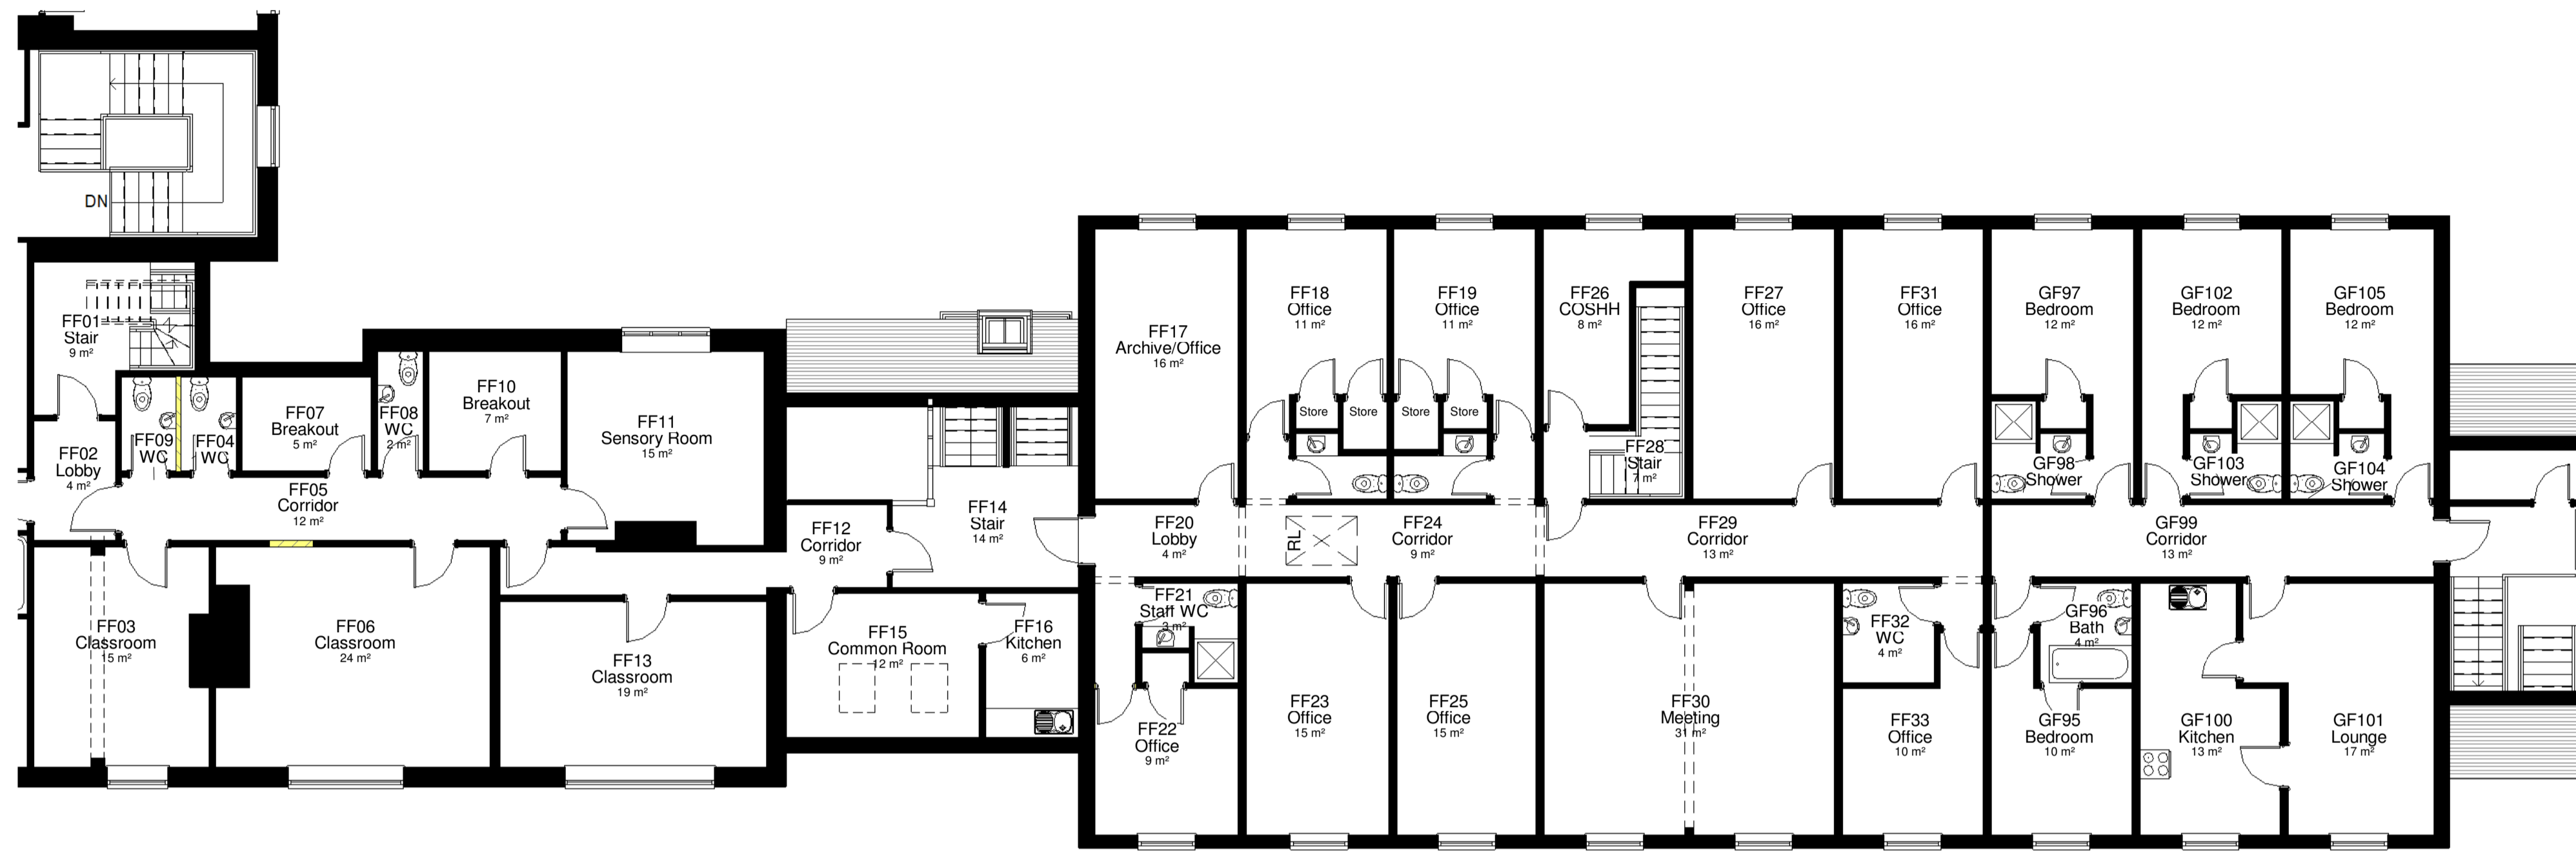 DN
FF01
Stair
9 m²
FF02
Lobby
4 m²
FF09
WC
FF04
WC
FF07
Breakout
5 m²
FF08
WC
2 m²
FF10
Breakout
7 m²
FF11
Sensory Room
15 m²
FF05
Corridor
12 m²
FF03
Classroom
15 m²
FF06
Classroom
24 m²
FF13
Classroom
19 m²
FF12
Corridor
9 m²
FF14
Stair
14 m²
FF15
Common Room
12 m²
FF16
Kitchen
6 m²
FF17
Archive/Office
16 m²
FF18
Office
11 m²
FF19
Office
11 m²
Store
Store
Store
Store
FF26
COSHH
8 m²
FF28
Stair
7 m²
FF27
Office
16 m²
FF31
Office
16 m²
GF97
Bedroom
12 m²
GF102
Bedroom
12 m²
GF105
Bedroom
12 m²
GF98
Shower
GF103
Shower
GF104
Shower
FF20
Lobby
4 m²
RL
FF24
Corridor
9 m²
FF29
Corridor
13 m²
GF99
Corridor
13 m²
FF21
Staff WC
3 m²
FF22
Office
9 m²
FF23
Office
15 m²
FF25
Office
15 m²
FF30
Meeting
31 m²
FF32
WC
4 m²
FF33
Office
10 m²
GF96
Bath
4 m²
GF95
Bedroom
10 m²
GF100
Kitchen
13 m²
GF101
Lounge
17 m²